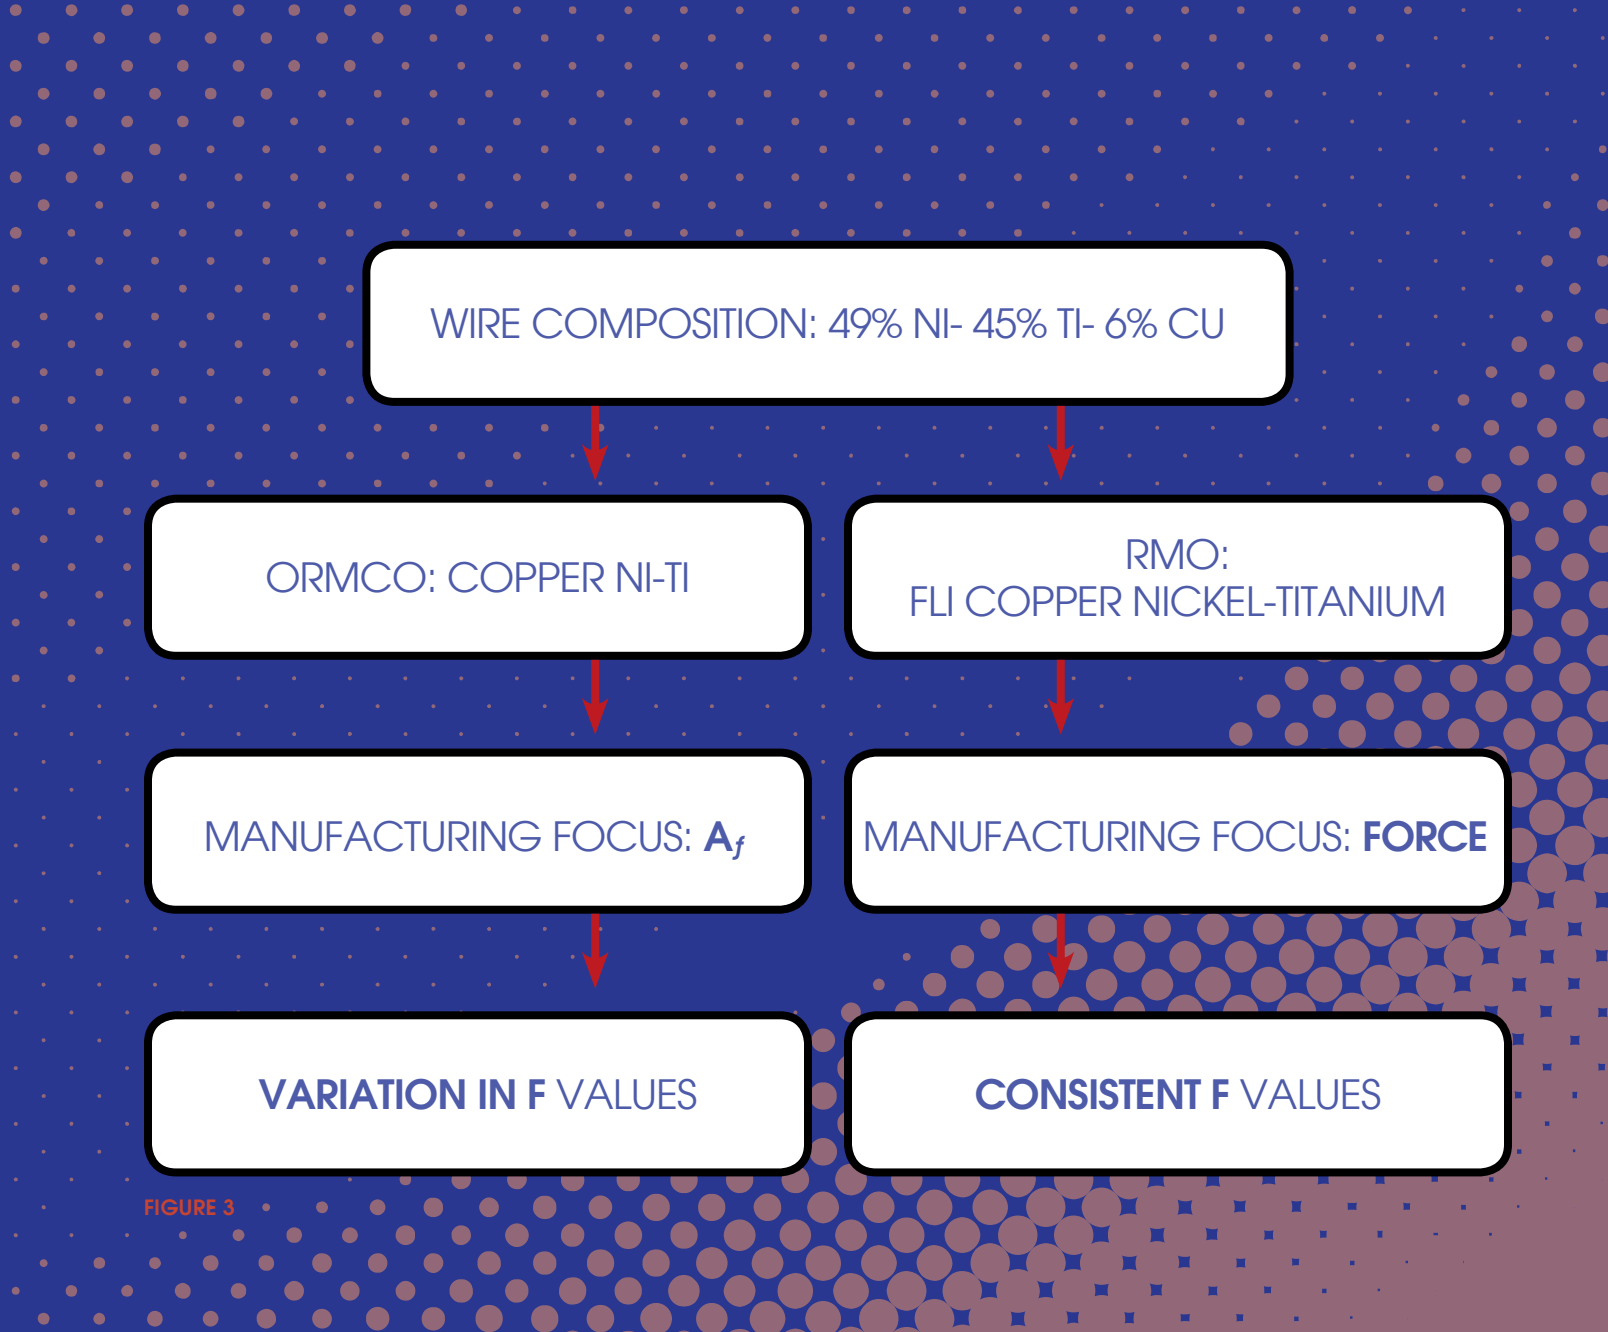 WIRE COMPOSITION: 49% NI- 45% TI- 6% CU
ORMCO: COPPER NI-TI
RMO:
FLI COPPER NICKEL-TITANIUM
MANUFACTURING FOCUS: Af
MANUFACTURING FOCUS: FORCE
VARIATION IN F VALUES
CONSISTENT F VALUES
FIGURE 3